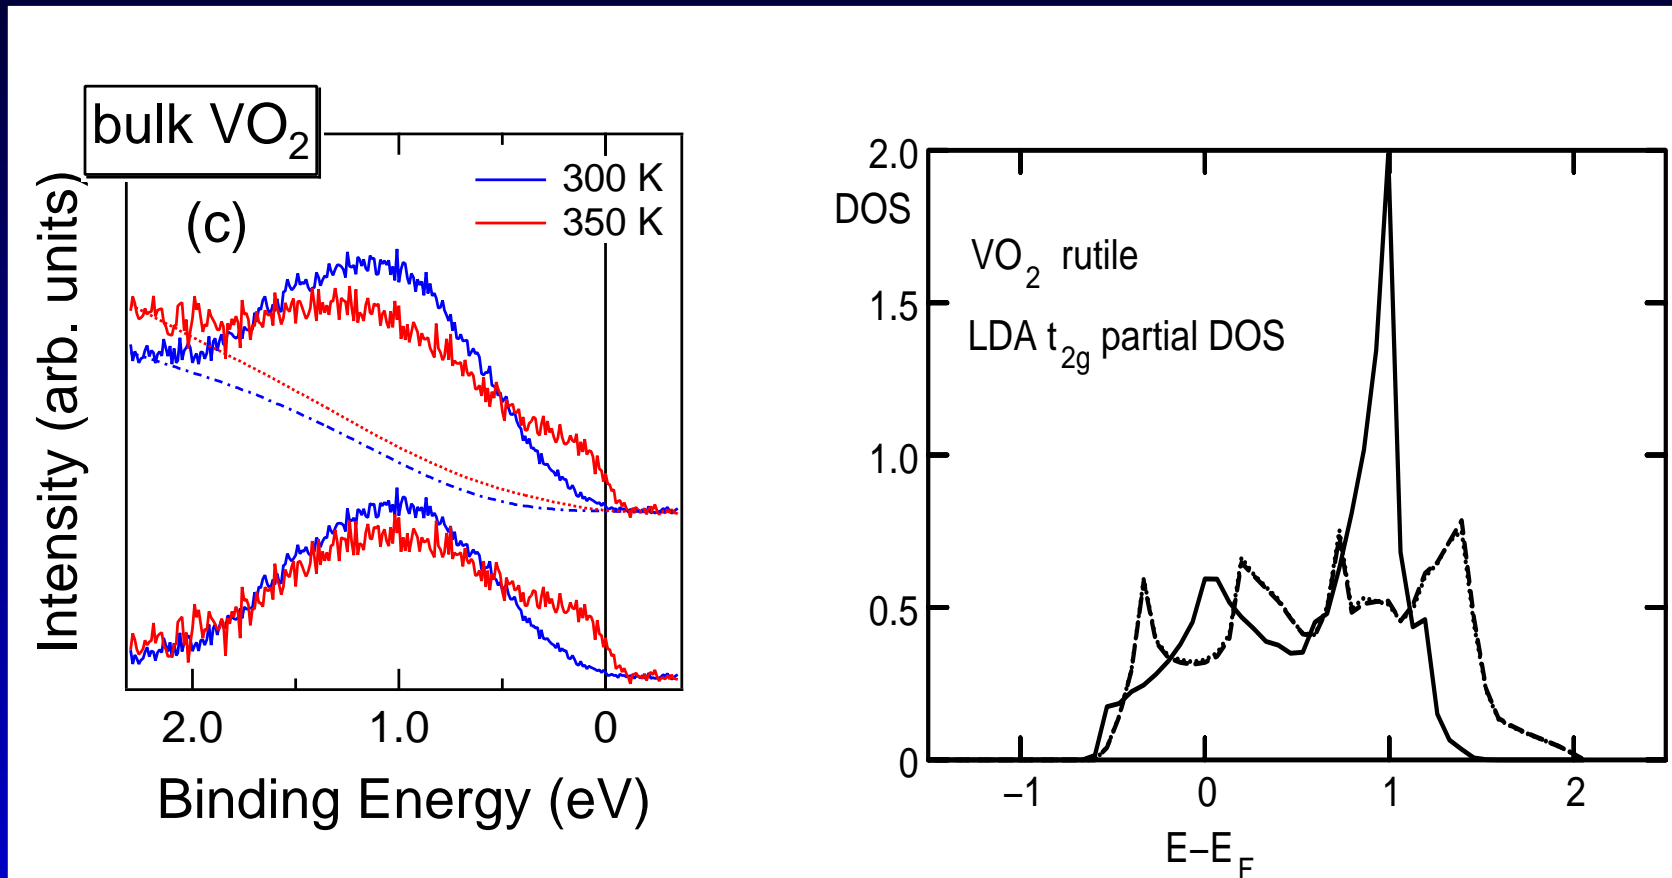 bulk VO2
(c)
300 K
350 K
Intensity (arb. units)
2.0 1.0 0
Binding Energy (eV)
DOS
VO2 rutile
LDA t2g partial DOS
2.0
1.5
1.0
0.5
0
−1 0 1 2
E−EF